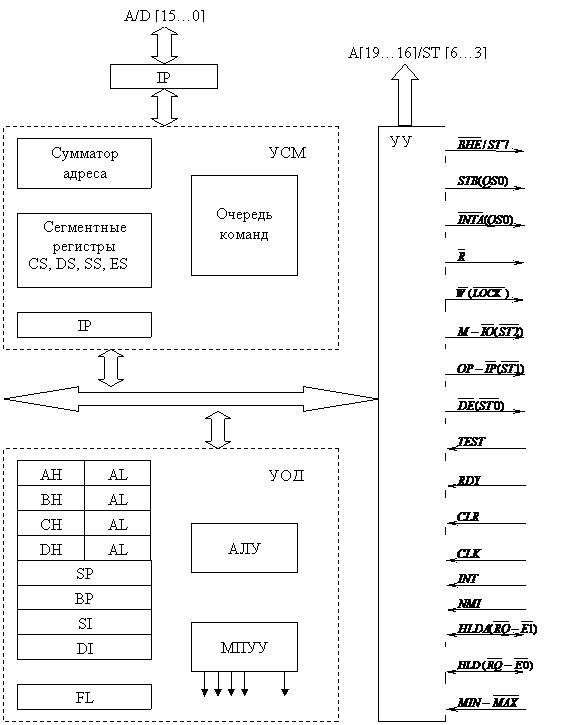 A/D [15...0]
IP
A[19...16]/ST [6...3]
УСМ
Сумматор адреса
Очередь команд
Сегментные регистры
CS, DS, SS, ES
IP
УУ
BHE/ST7
STB(QS0)
INTA(QS0)
R
W(LOCK)
M-IO(ST2)
OP-IP(ST1)
DE(ST0)
TEST
RDY
CLR
CLK
INT
NMI
HLDA(RQ-E1)
HLD(RQ-E0)
MIN-MAX
УОД
AH AL
BH AL
CH AL
DH AL
SP
BP
SI
DI
FL
АЛУ
МПУУ